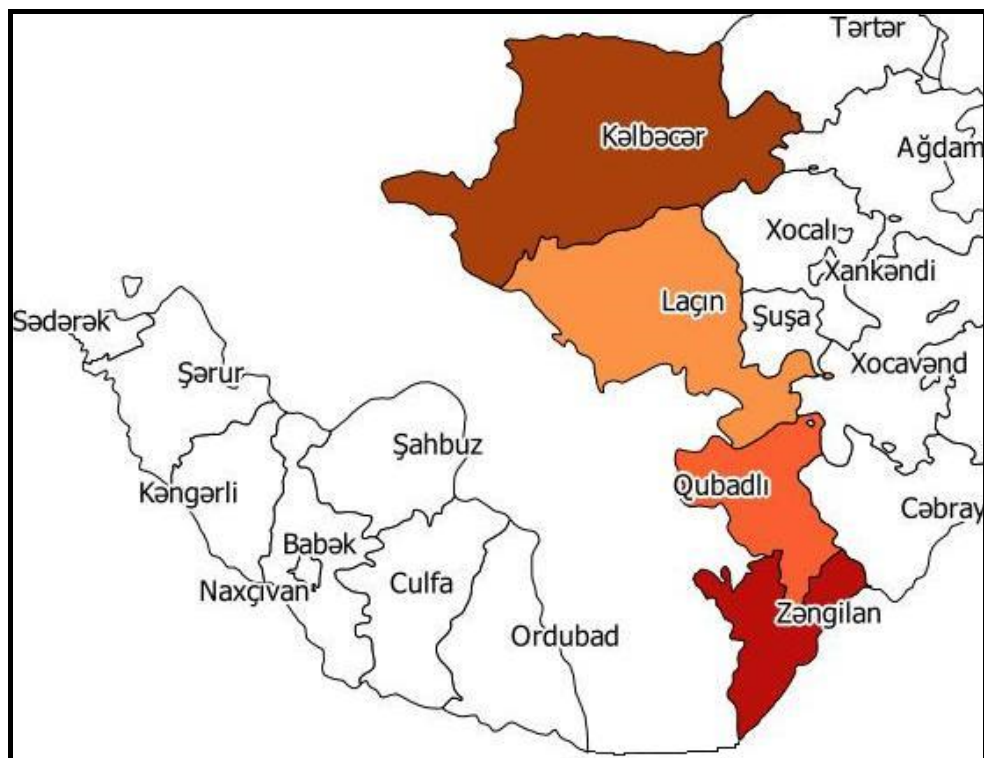 Tərtər
Kəlbəcər
Ağdam
Xocalı
Xankəndi
Laçın
Şuşa
Sədərək
Xocavənd
Şərur
Şahbuz
Qubadlı
Kəngərli
Cəbray
Babək
Culfa
Naxçıvan
Zəngilan
Ordubad